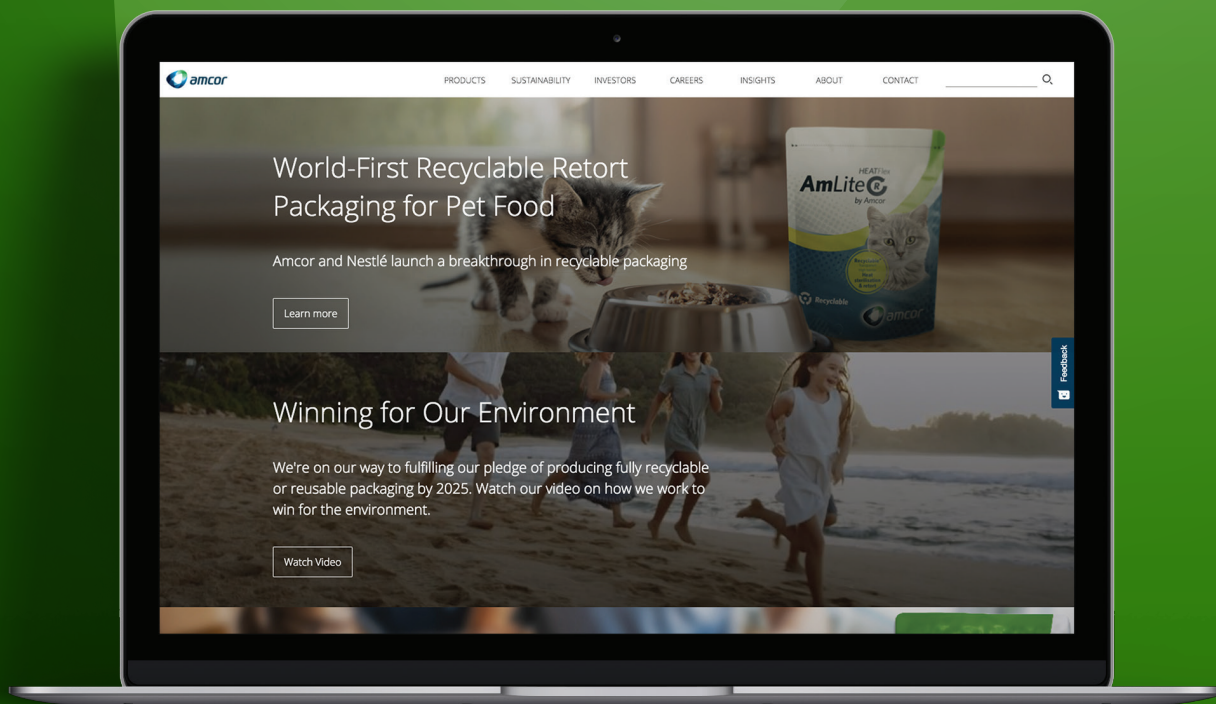 amcor
PRODUCTS SUSTAINABILITY INVESTORS CAREERS INSIGHTS ABOUT CONTACT
World-First Recyclable Retort
Packaging for Pet Food
Amcor and Nestlé launch a breakthrough in recyclable packaging
Learn more
HEATFlex
AmLite R
by Amcor
Recyclable
amcor
Feedback
Winning for Our Environment
We're on our way to fulfilling our pledge of producing fully recyclable
or reusable packaging by 2025. Watch our video on how we work to
win for the environment.
Watch Video